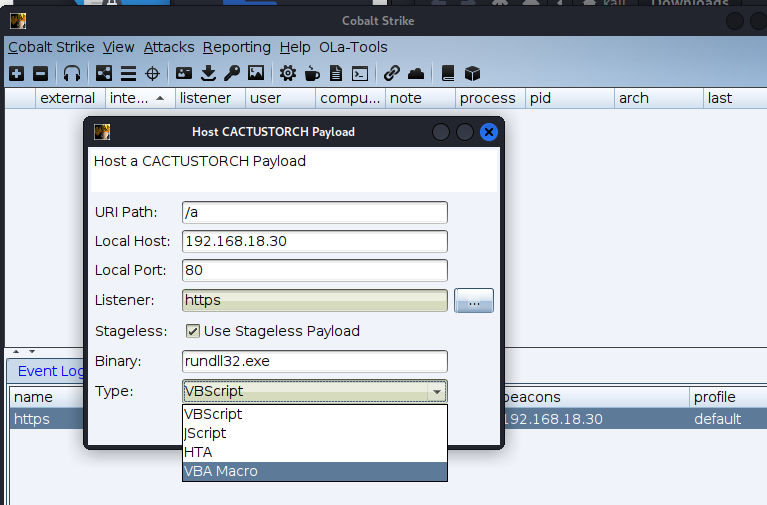 kali
Downloads
Cobalt Strike
Cobalt Strike View Attacks Reporting Help OLa-Tools
external inte... listener user compu... note process pid arch last
Host CACTUSTORCH Payload
Host a CACTUSTORCH Payload
URI Path: /a
Local Host: 192.168.18.30
Local Port: 80
Listener: https ...
Stageless: Use Stageless Payload
Binary: rundll32.exe
Type: VBScript
VBScript
JScript
HTA
VBA Macro
Event Log
name beacons profile
https 192.168.18.30 default